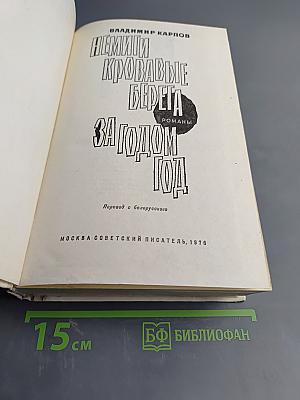 ВЛАДИМИР КАРПОВ
НЕМИГИ
КРОВАВЫЕ
БЕРЕГА
РОМАНЫ
ЗА ГОДОМ
ГОД
Перевод с белорусского
МОСКВА СОВЕТСКИЙ ПИСАТЕЛЬ, 1976
15 см
БФ БИБЛИОФАН